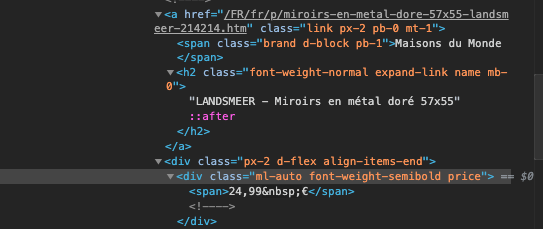 <!---->
▼<a href="/FR/fr/p/miroirs-en-metal-dore-57x55-landsm
eer-214214.htm" class="link px-2 pb-0 mt-1">
<span class="brand d-block pb-1">Maisons du Monde
</span>
▼<h2 class="font-weight-normal expand-link name mb-
0">
"LANDSMEER - Miroirs en métal doré 57x55"
::after
</h2>
</a>
▼<div class="px-2 d-flex align-items-end">
▼<div class="ml-auto font-weight-semibold price"> == $0
<span>24,99&nbsp;€</span>
<!---->
</div>